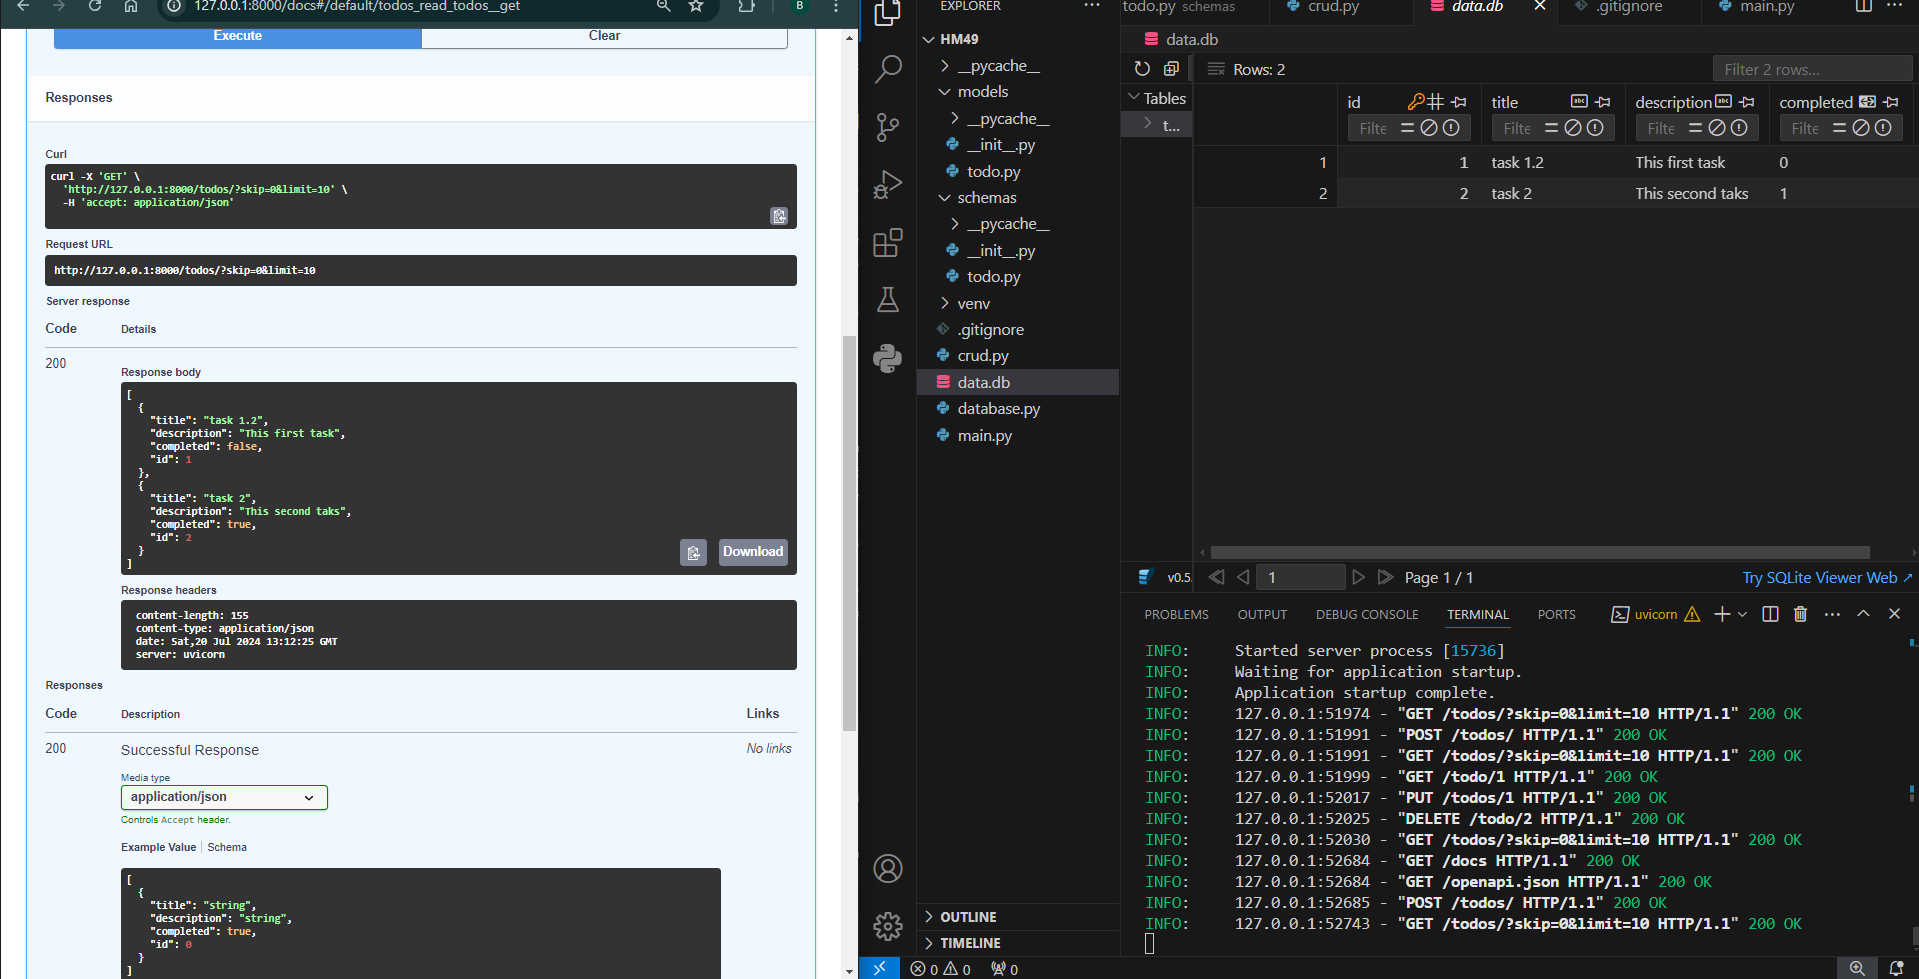 127.0.0.1:8000/docs#/default/todos_read_todos__get
B
Execute
Clear
Responses
Curl
curl -X 'GET' \
'http://127.0.0.1:8000/todos/?skip=0&limit=10' \
-H 'accept: application/json'
Request URL
http://127.0.0.1:8000/todos/?skip=0&limit=10
Server response
Code
Details
200
Response body
[
{
"title": "task 1.2",
"description": "This first task",
"completed": false,
"id": 1
},
{
"title": "task 2",
"description": "This second taks",
"completed": true,
"id": 2
}
]
Download
Response headers
content-length: 155
content-type: application/json
date: Sat,20 Jul 2024 13:12:25 GMT
server: uvicorn
Responses
Code
Description
Links
200
Successful Response
No links
Media type
application/json
Controls Accept header.
Example Value
Schema
[
{
"title": "string",
"description": "string",
"completed": true,
"id": 0
}
]
EXPLORER
HM49
__pycache__
models
__pycache__
__init__.py
todo.py
schemas
__pycache__
__init__.py
todo.py
venv
.gitignore
crud.py
data.db
database.py
main.py
OUTLINE
TIMELINE
todo.py schemas
crud.py
data.db
.gitignore
main.py
data.db
Rows: 2
Filter 2 rows...
Tables
t...
id
title
description
completed
Filte
Filte
Filte
Filte
1 1 task 1.2 This first task 0
2 2 task 2 This second taks 1
v0.5.
1
Page 1 / 1
Try SQLite Viewer Web
PROBLEMS
OUTPUT
DEBUG CONSOLE
TERMINAL
PORTS
uvicorn
INFO: Started server process [15736]
INFO: Waiting for application startup.
INFO: Application startup complete.
INFO: 127.0.0.1:51974 - "GET /todos/?skip=0&limit=10 HTTP/1.1" 200 OK
INFO: 127.0.0.1:51991 - "POST /todos/ HTTP/1.1" 200 OK
INFO: 127.0.0.1:51991 - "GET /todos/?skip=0&limit=10 HTTP/1.1" 200 OK
INFO: 127.0.0.1:51999 - "GET /todo/1 HTTP/1.1" 200 OK
INFO: 127.0.0.1:52017 - "PUT /todos/1 HTTP/1.1" 200 OK
INFO: 127.0.0.1:52025 - "DELETE /todo/2 HTTP/1.1" 200 OK
INFO: 127.0.0.1:52030 - "GET /todos/?skip=0&limit=10 HTTP/1.1" 200 OK
INFO: 127.0.0.1:52684 - "GET /docs HTTP/1.1" 200 OK
INFO: 127.0.0.1:52684 - "GET /openapi.json HTTP/1.1" 200 OK
INFO: 127.0.0.1:52685 - "POST /todos/ HTTP/1.1" 200 OK
INFO: 127.0.0.1:52743 - "GET /todos/?skip=0&limit=10 HTTP/1.1" 200 OK
0 0 0